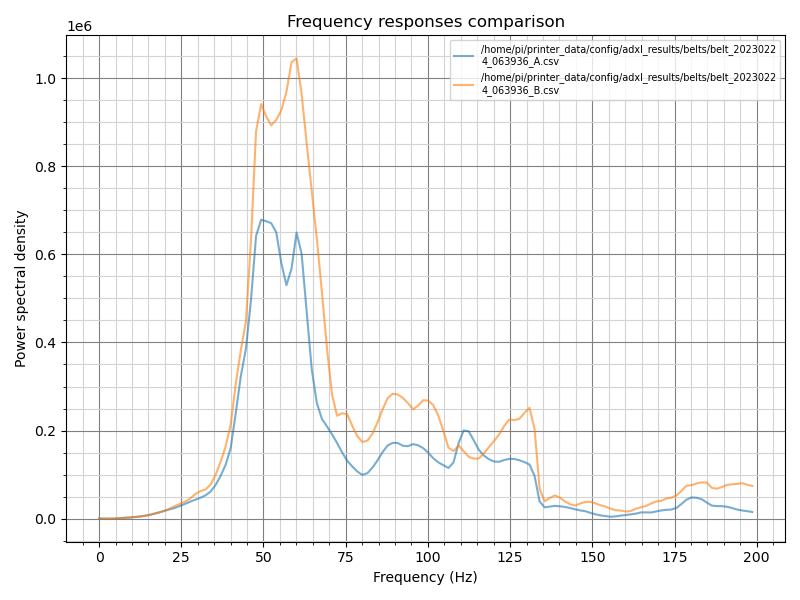 Frequency responses comparison
1e6
/home/pi/printer_data/config/adxl_results/belts/belt_2023022
4_063936_A.csv
/home/pi/printer_data/config/adxl_results/belts/belt_2023022
4_063936_B.csv
Power spectral density
1.0
0.8
0.6
0.4
0.2
0.0
0 25 50 75 100 125 150 175 200
Frequency (Hz)